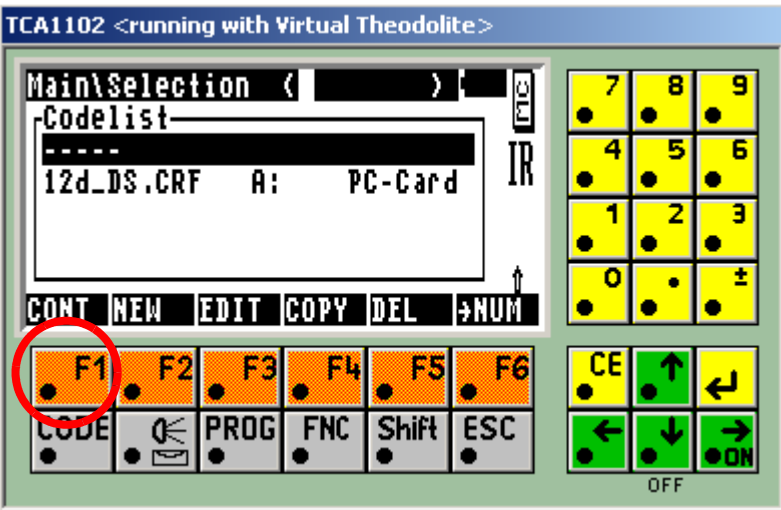 TCA1102 <running with Virtual Theodolite>
Main\Selection ( )
MC
Codelist
-----
IR
12d_DS.CRF A: PC-Card
CONT NEW EDIT COPY DEL →NUM
7 8 9
4 5 6
1 2 3
0 . ±
F1 F2 F3 F4 F5 F6
CE ↑ ↵
CODE PROG FNC Shift ESC
← ↓ → ON
OFF